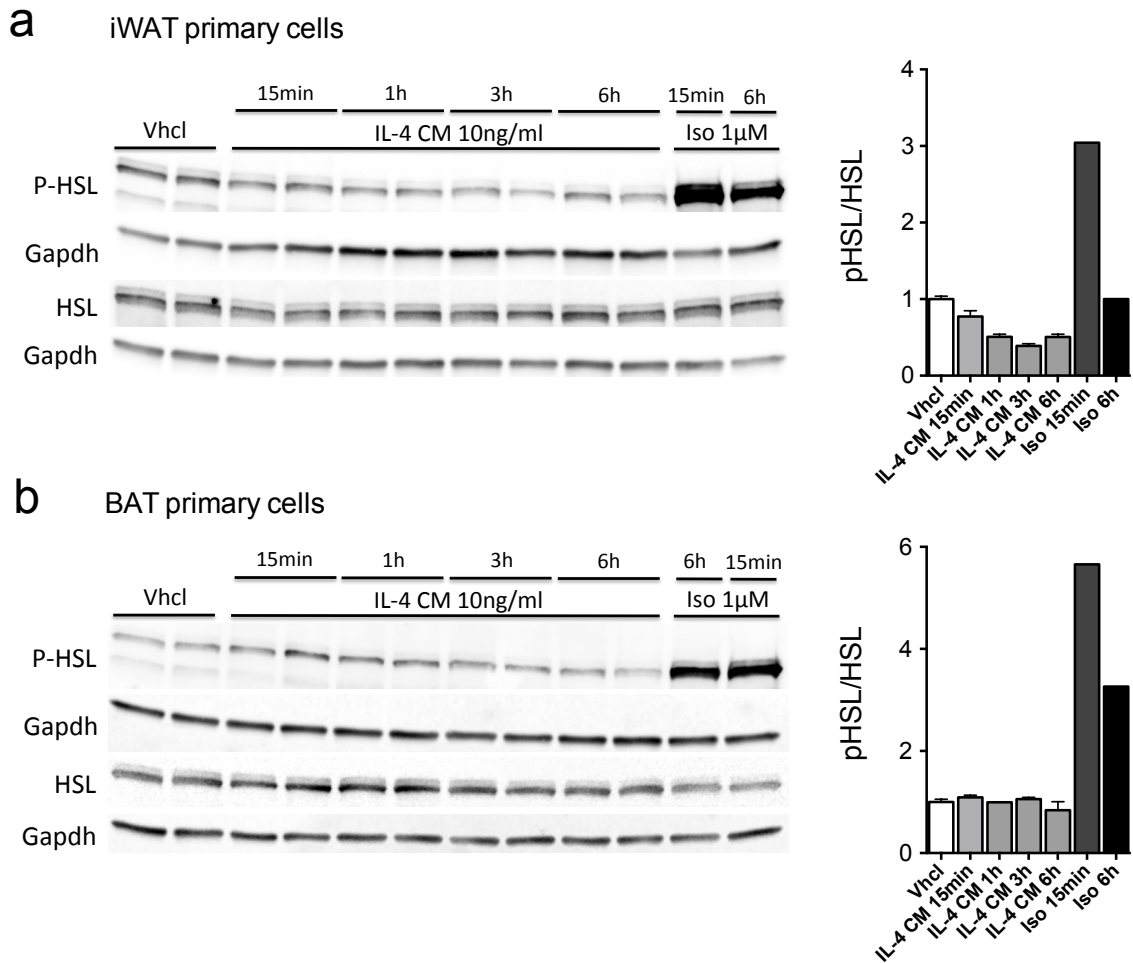 a iWAT primary cells
15min 1h 3h 6h 15min 6h
Vhcl IL-4 CM 10ng/ml Iso 1µM
P-HSL
Gapdh
HSL
Gapdh
4
3
2
1
0
pHSL/HSL
Vhcl
IL-4 CM 15min
IL-4 CM 1h
IL-4 CM 3h
IL-4 CM 6h
Iso 15min
Iso 6h
b BAT primary cells
15min 1h 3h 6h 6h 15min
Vhcl IL-4 CM 10ng/ml Iso 1µM
P-HSL
Gapdh
HSL
Gapdh
6
4
2
0
pHSL/HSL
Vhcl
IL-4 CM 15min
IL-4 CM 1h
IL-4 CM 3h
IL-4 CM 6h
Iso 15min
Iso 6h